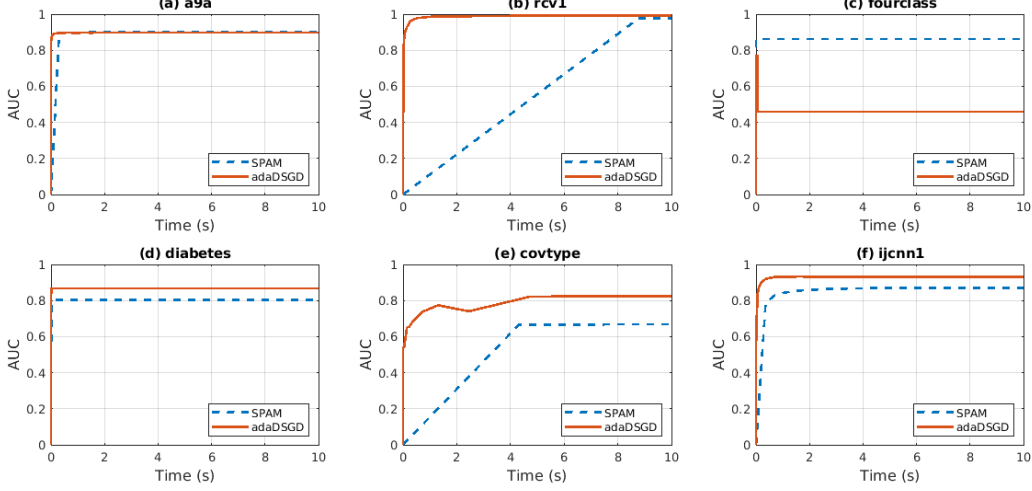 (a) a9a
(b) rcv1
(c) fourclass
1
0.8
0.6
0.4
0.2
0
AUC
SPAM
adaDSGD
0 2 4 6 8 10
Time (s)
1
0.8
0.6
0.4
0.2
0
AUC
SPAM
adaDSGD
0 2 4 6 8 10
Time (s)
1
0.8
0.6
0.4
0.2
0
AUC
SPAM
adaDSGD
0 2 4 6 8 10
Time (s)
(d) diabetes
1
0.8
0.6
0.4
0.2
0
AUC
SPAM
adaDSGD
0 2 4 6 8 10
Time (s)
(e) covtype
1
0.8
0.6
0.4
0.2
0
AUC
SPAM
adaDSGD
0 2 4 6 8 10
Time (s)
(f) ijcnn1
1
0.8
0.6
0.4
0.2
0
AUC
SPAM
adaDSGD
0 2 4 6 8 10
Time (s)